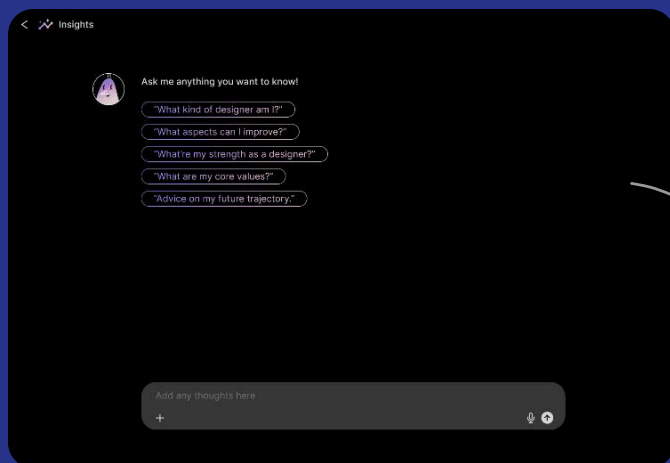 Insights
Ask me anything you want to know!
"What kind of designer am I?"
"What aspects can I improve?"
"What're my strength as a designer?"
"What are my core values?"
"Advice on my future trajectory."
Add any thoughts here